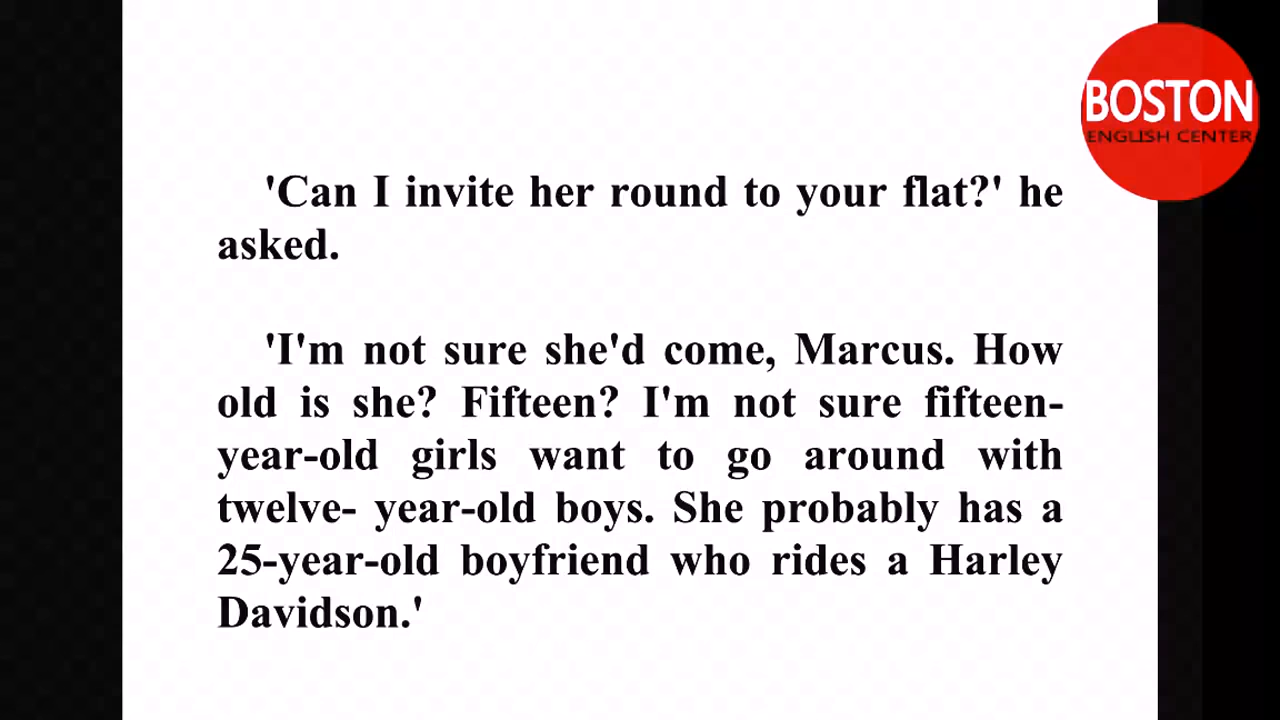 BOSTON
ENGLISH CENTER
'Can I invite her round to your flat?' he
asked.
'I'm not sure she'd come, Marcus. How
old is she? Fifteen? I'm not sure fifteen-
year-old girls want to go around with
twelve- year-old boys. She probably has a
25-year-old boyfriend who rides a Harley
Davidson.'